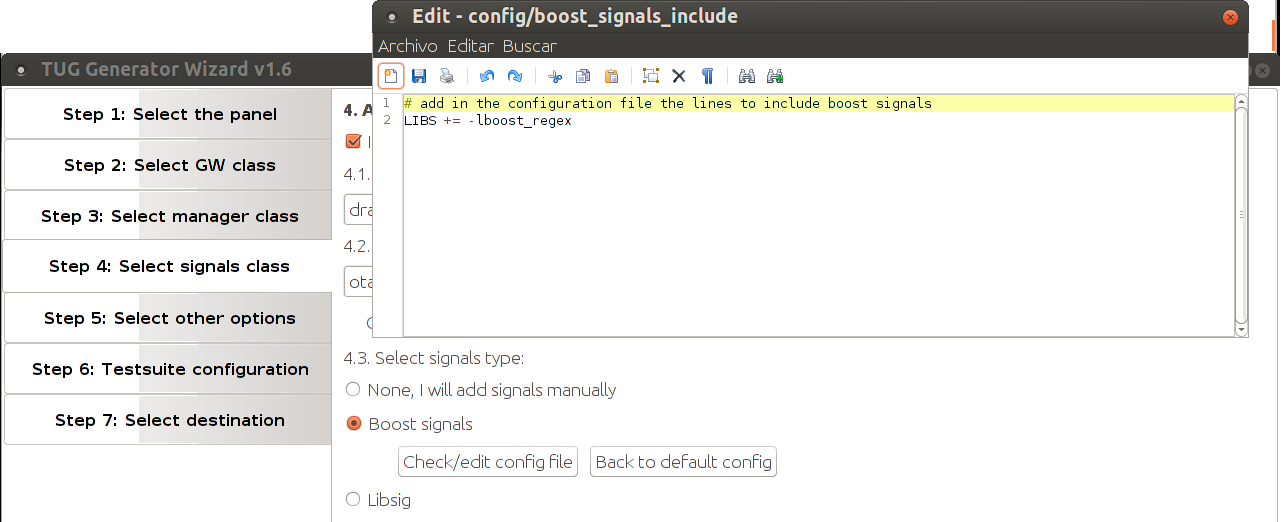 Edit - config/boost_signals_include
Archivo Editar Buscar
1 # add in the configuration file the lines to include boost signals
2 LIBS += -lboost_regex
TUG Generator Wizard v1.6
Step 1: Select the panel
Step 2: Select GW class
Step 3: Select manager class
Step 4: Select signals class
Step 5: Select other options
Step 6: Testsuite configuration
Step 7: Select destination
4.
4.1.
4.2.
4.3. Select signals type:
None, I will add signals manually
Boost signals
Check/edit config file Back to default config
Libsig